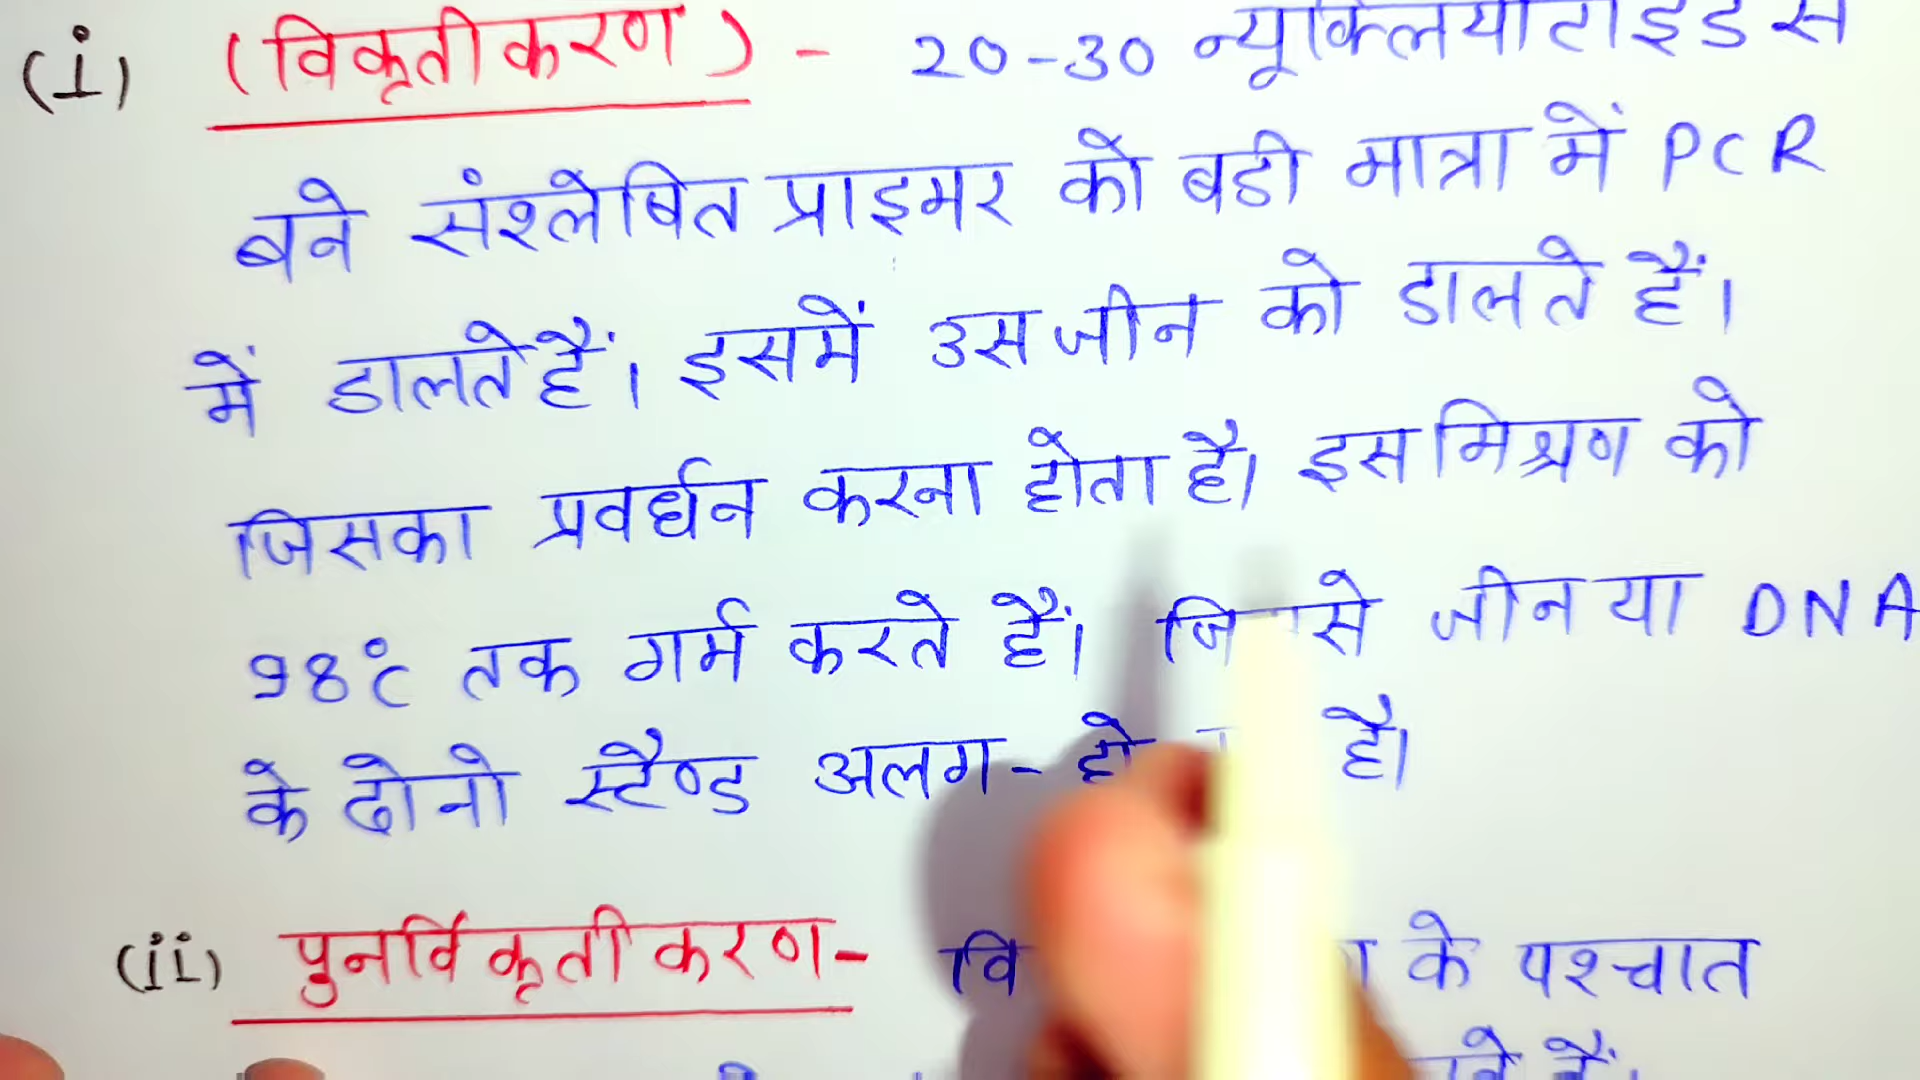 (i) (विकृतीकरण) - 20-30 न्यूक्लियोटाइड से
बने संश्लेषित प्राइमर को बडी मात्रा में PCR
में डालते हैं। इसमें उस जीन को डालते हैं।
जिसका प्रवर्धन करना होता है। इस मिश्रण को
98°C तक गर्म करते हैं। से जीन या DNA
के दोनो स्टैण्ड अलग- हो है।
(ii) पुनर्विकृतीकरण- के पश्चात